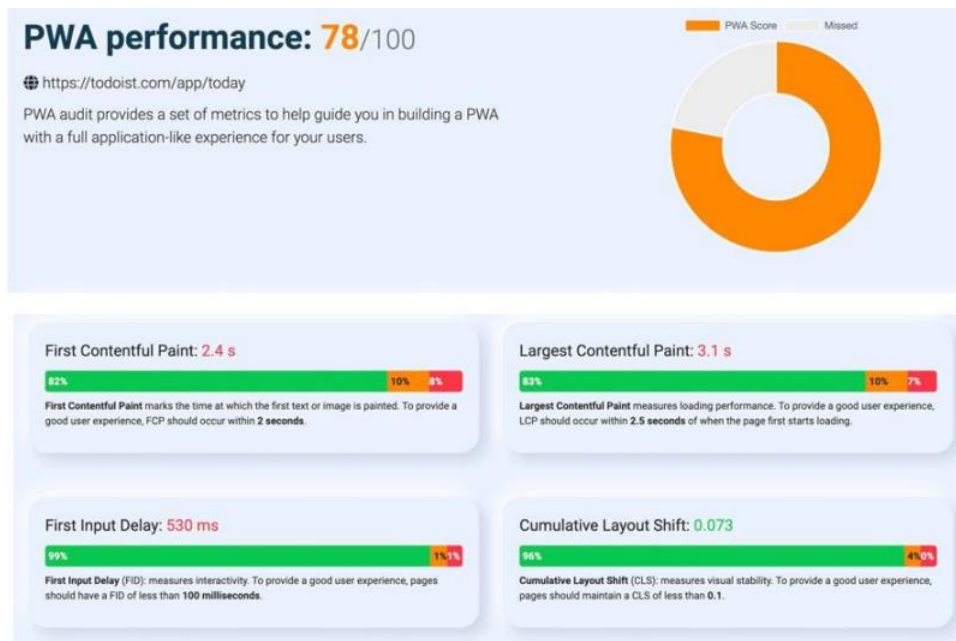 PWA performance: 78/100
https://todoist.com/app/today
PWA audit provides a set of metrics to help guide you in building a PWA
with a full application-like experience for your users.
PWA Score Missed
First Contentful Paint: 2.4 s
82% 10% 8%
First Contentful Paint marks the time at which the first text or image is painted. To provide a
good user experience, FCP should occur within 2 seconds.
Largest Contentful Paint: 3.1 s
83% 10% 7%
Largest Contentful Paint measures loading performance. To provide a good user experience,
LCP should occur within 2.5 seconds of when the page first starts loading.
First Input Delay: 530 ms
99% 1% 1%
First Input Delay (FID): measures interactivity. To provide a good user experience, pages
should have a FID of less than 100 milliseconds.
Cumulative Layout Shift: 0.073
96% 4% 0%
Cumulative Layout Shift (CLS): measures visual stability. To provide a good user experience,
pages should maintain a CLS of less than 0.1.